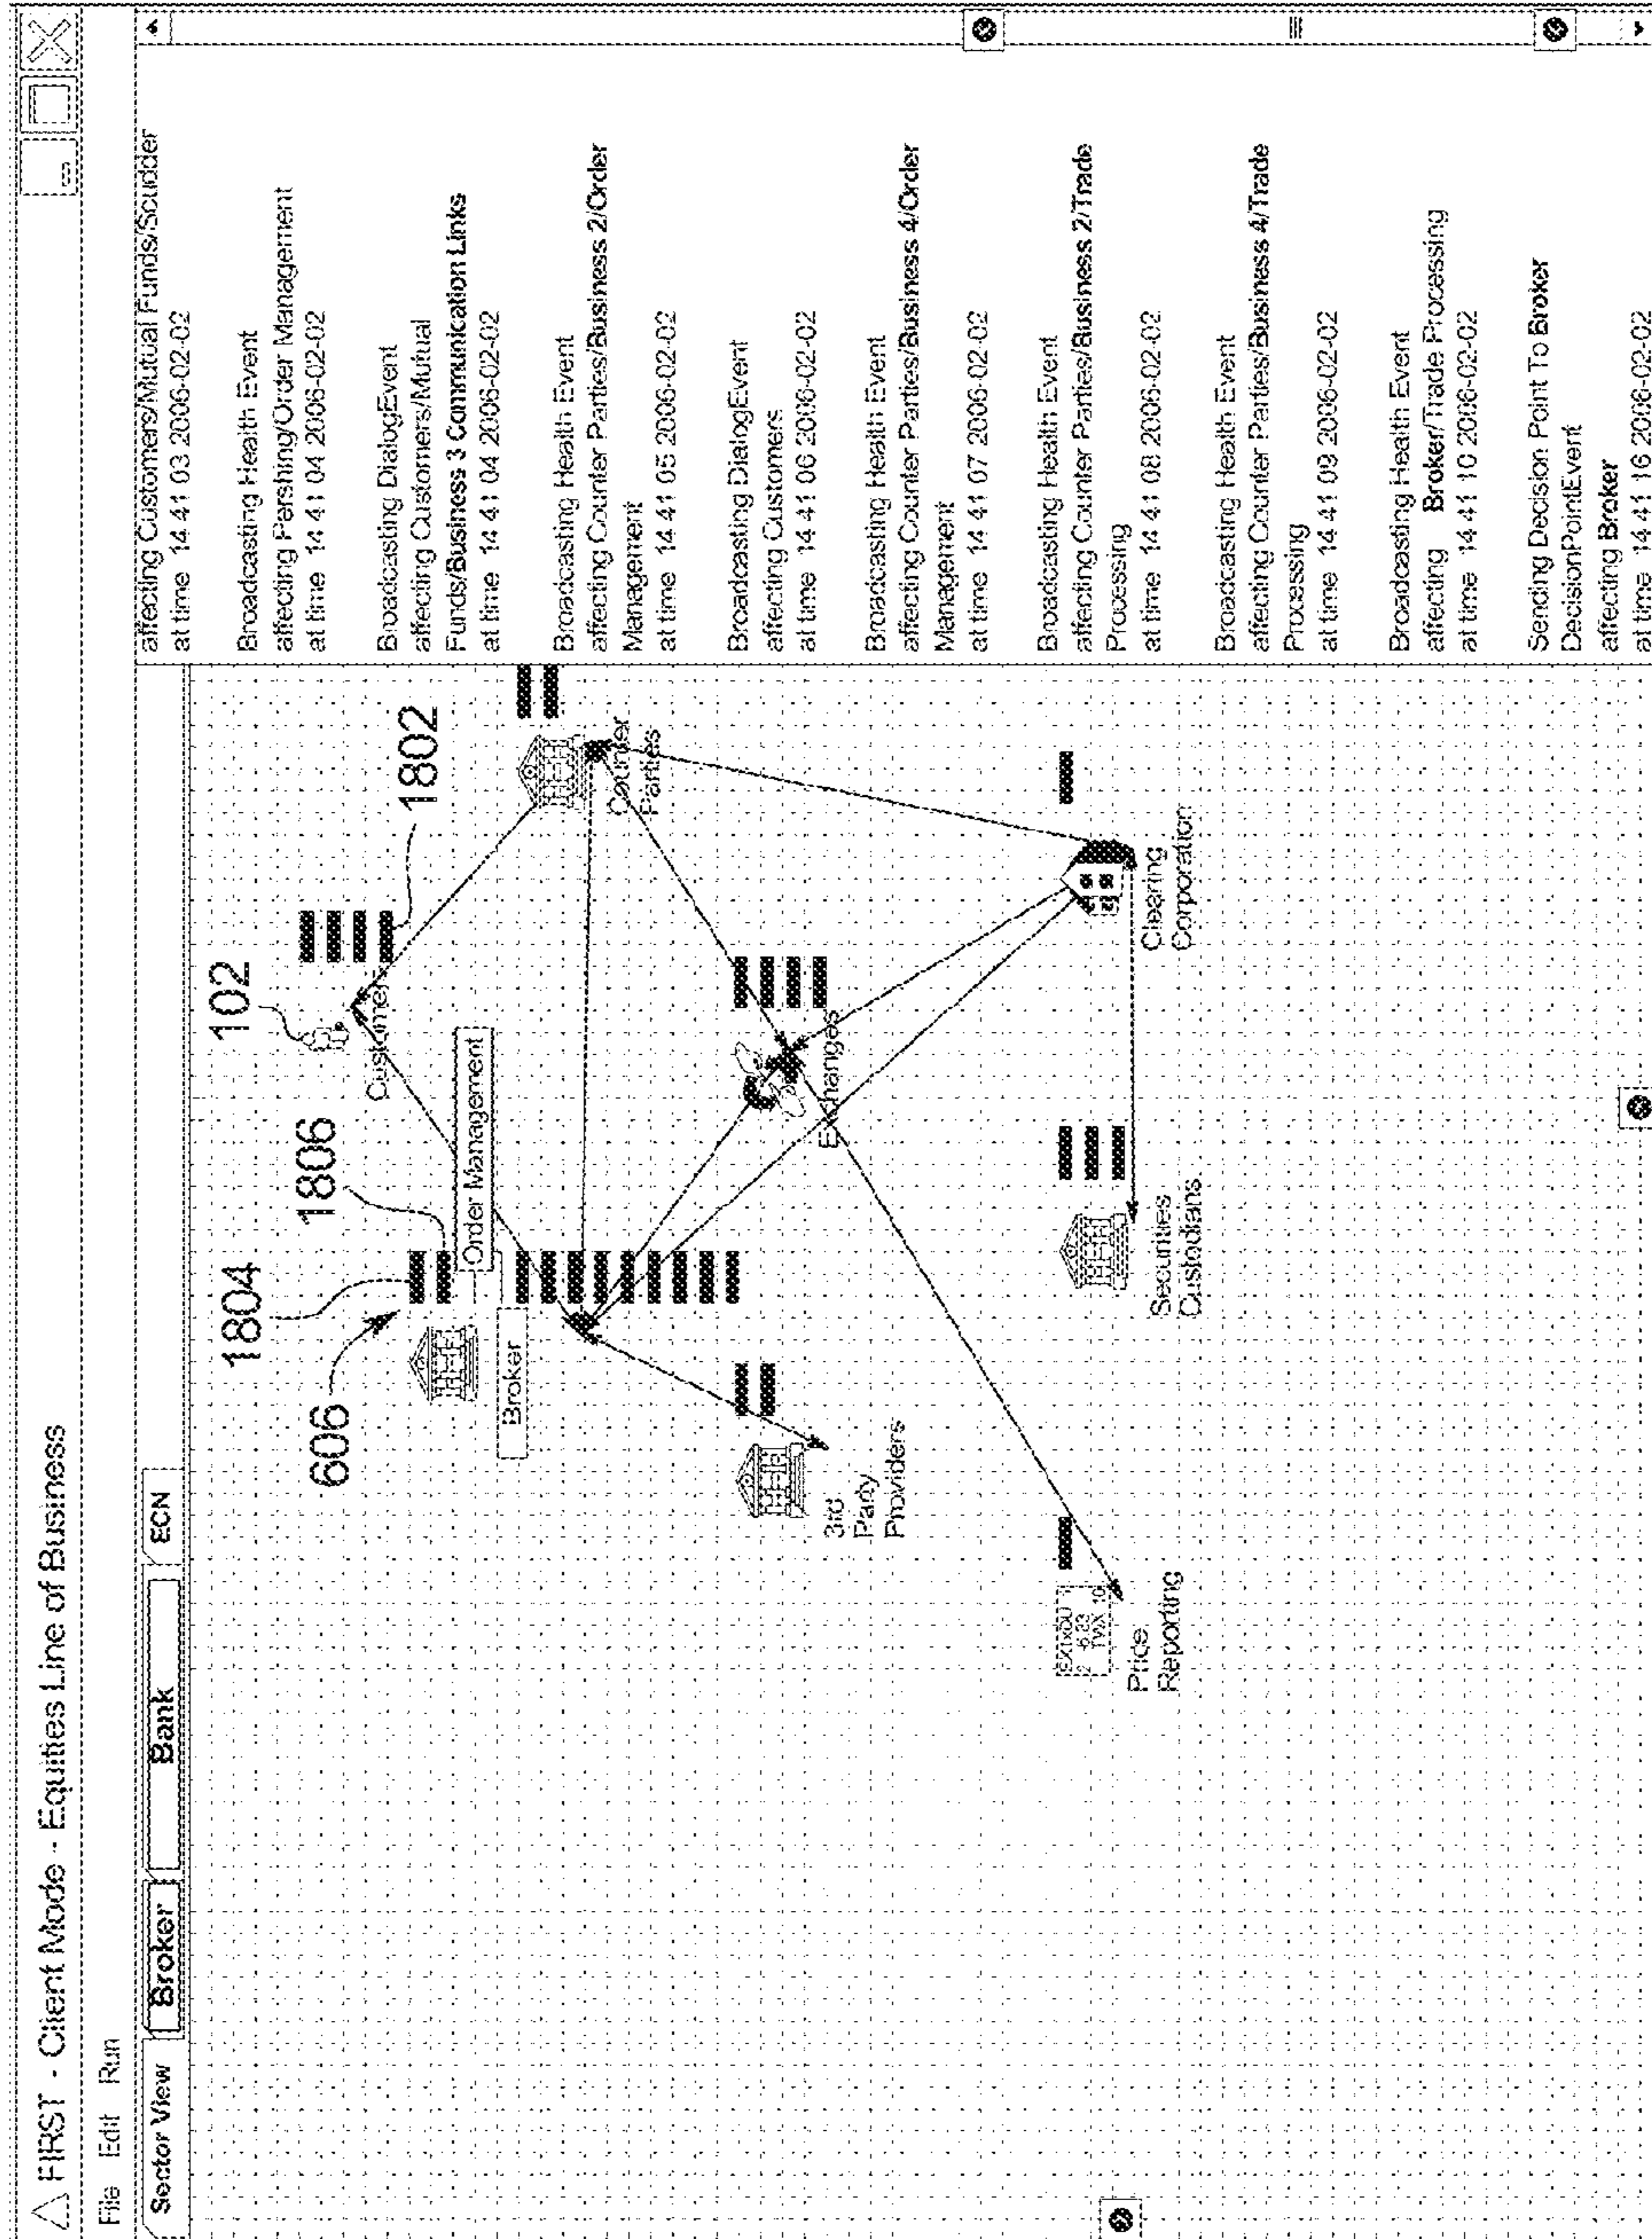 FIRST - Client Mode - Equities Line of Business
File Edit Run
Sector View Broker Bank ECN
102
1802
1804
1806
606
Customer
Order Management
Broker
Counter
Parties
Exchanges
3rd
Party
Providers
Securities
Custodians
Clearing
Corporation
Price
Reporting
affecting Customers/Mutual Funds/Scudder
at time 14 41 03 2006-02-02
Broadcasting Health Event
affecting Pershing/Order Management
at time 14 41 04 2006-02-02
Broadcasting DialogEvent
affecting Customers/Mutual
Funds/Business 3 Communication Links
at time 14 41 04 2006-02-02
Broadcasting Health Event
affecting Counter Parties/Business 2/Order
Management
at time 14 41 05 2006-02-02
Broadcasting DialogEvent
affecting Customers
at time 14 41 06 2006-02-02
Broadcasting Health Event
affecting Counter Parties/Business 4/Order
Management
at time 14 41 07 2006-02-02
Broadcasting Health Event
affecting Counter Parties/Business 2/Trade
Processing
at time 14 41 08 2006-02-02
Broadcasting Health Event
affecting Counter Parties/Business 4/Trade
Processing
at time 14 41 09 2006-02-02
Broadcasting Health Event
affecting Broker/Trade Processing
at time 14 41 10 2006-02-02
Sending Decision Point To Broker
DecisionPointEvent
affecting Broker
at time 14 41 16 2006-02-02